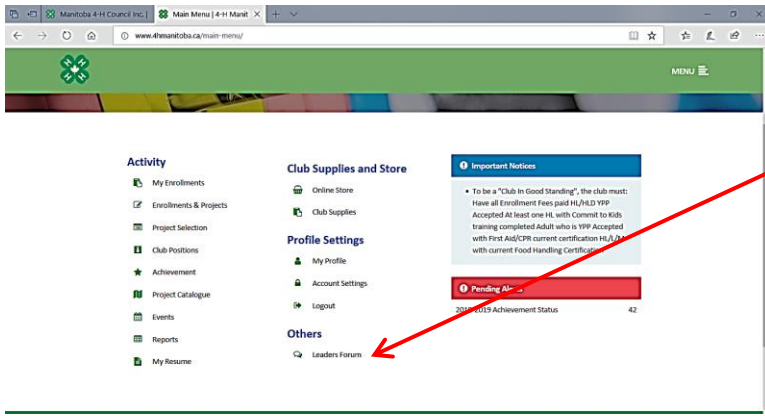 Manitoba 4-H Council Inc. |
Main Menu | 4-H Manit
www.4hmanitoba.ca/main-menu/
H H H H
MENU
Activity
My Enrollments
Enrollments & Projects
Project Selection
Club Positions
Achievement
Project Catalogue
Events
Reports
My Resume
Club Supplies and Store
Online Store
Club Supplies
Profile Settings
My Profile
Account Settings
Logout
Others
Leaders Forum
Important Notices
• To be a "Club In Good Standing", the club must:
Have all Enrollment Fees paid HL/HLD YPP
Accepted At least one HL with Commit to Kids
training completed Adult who is YPP Accepted
with First Aid/CPR current certification HL/L/
with current Food Handling Certification
Pending Alerts
2018-2019 Achievement Status 42